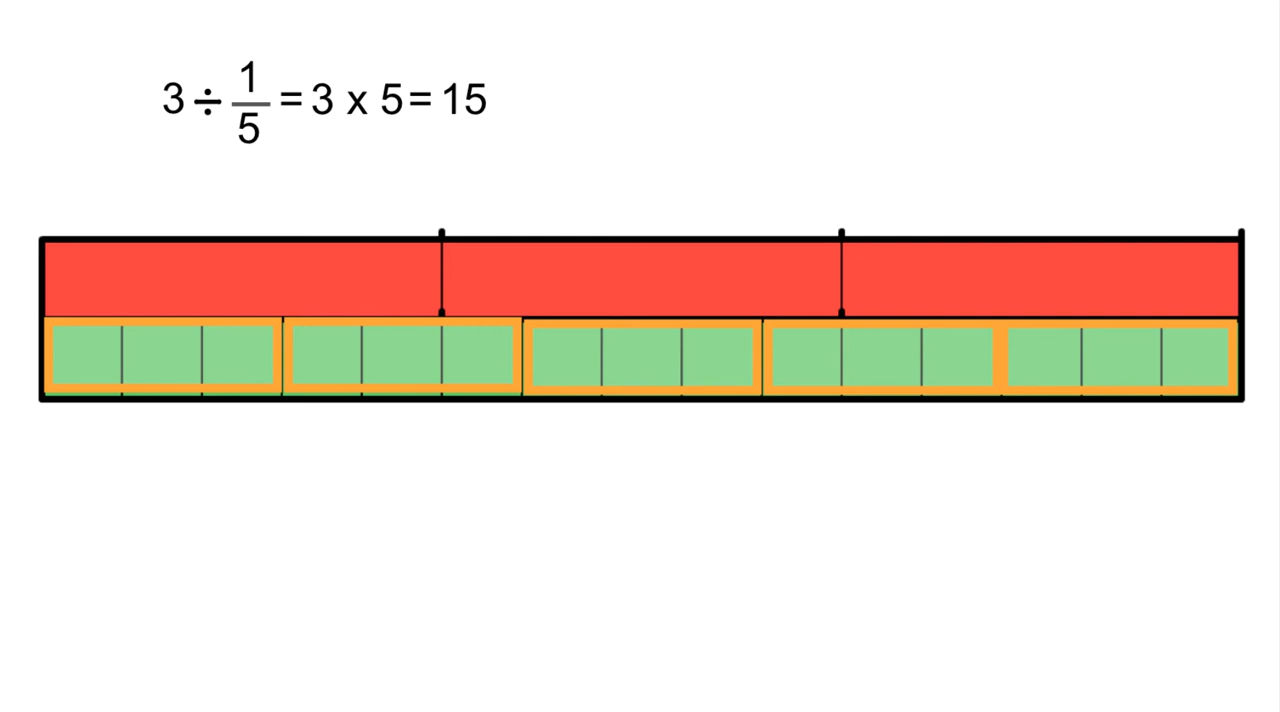 3 ÷ 1/5 = 3 x 5 = 15